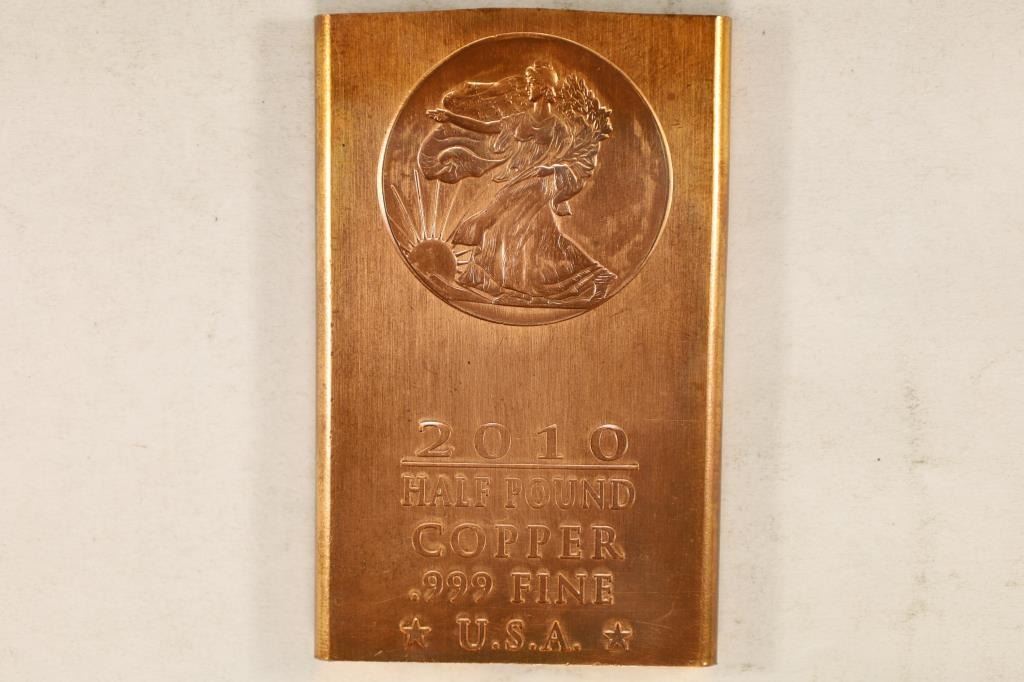 2010
HALF POUND
COPPER
.999 FINE
★ U.S.A. ★